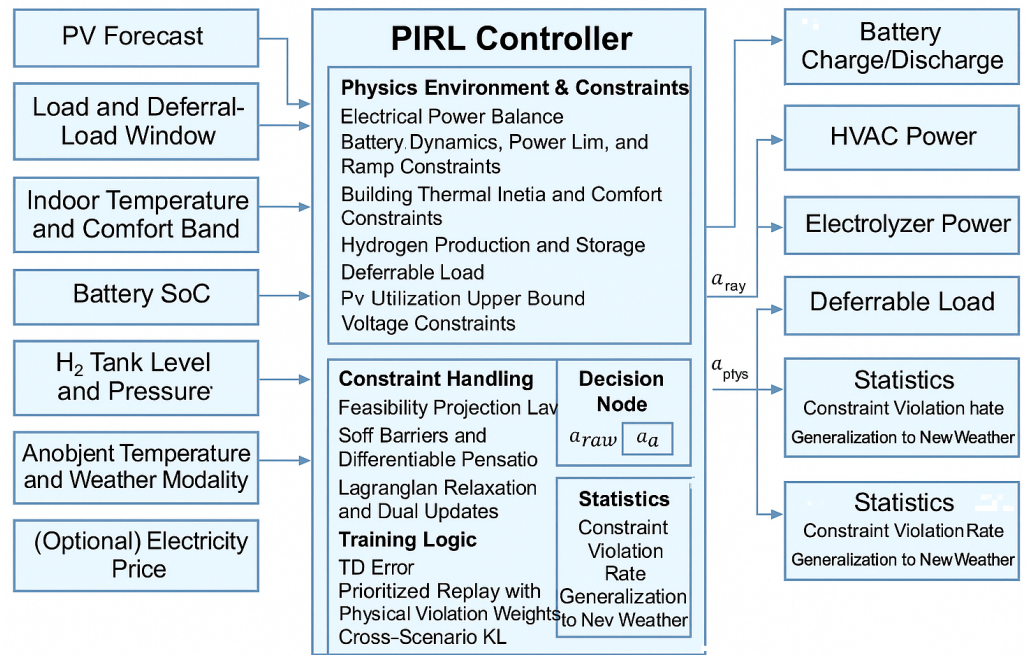 PV Forecast
Load and Deferral-
Load Window
Indoor Temperature
and Comfort Band
Battery SoC
H₂ Tank Level
and Pressure
Anobjent Temperature
and Weather Modality
(Optional) Electricity
Price
PIRL Controller
Physics Environment & Constraints
Electrical Power Balance
Battery Dynamics, Power Lim, and
Ramp Constraints
Building Thermal Inetia and Comfort
Constraints
Hydrogen Production and Storage
Deferrable Load
Pv Utilization Upper Bound
Voltage Constraints
Constraint Handling
Feasibility Projection Lav
Soff Barriers and
Differentiable Pensatio
Lagranglan Relaxation
and Dual Updates
Training Logic
TD Error
Prioritized Replay with
Physical Violation Weights
Cross-Scenario KL
Decision
Node
a_raw a_a
Statistics
Constraint
Violation
Rate
Generalization
to Nev Weather
a_ray
a_ptys
Battery
Charge/Discharge
HVAC Power
Electrolyzer Power
Deferrable Load
Statistics
Constraint Violation hate
Generalization to New Weather
Statistics
Constraint Violation Rate
Generalization to New Weather